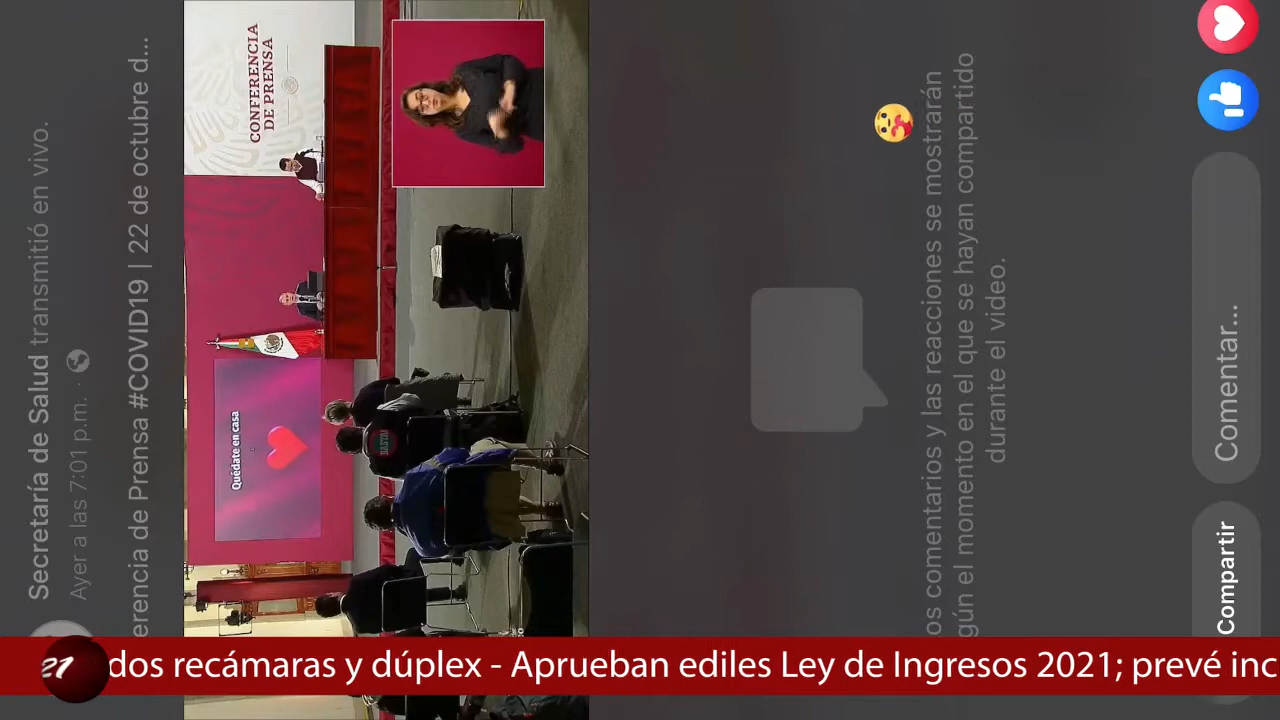 Secretaría de Salud transmitió en vivo.
Ayer a las 7:01 p.m. ·
erencia de Prensa #COVID19 | 22 de octubre d...
CONFERENCIA
DE PRENSA
Quédate en casa
BASTA!
os comentarios y las reacciones se mostrarán
gún el momento en el que se hayan compartido
durante el video.
Comentar...
Compartir
21
dos recámaras y dúplex - Aprueban ediles Ley de Ingresos 2021; prevé inc